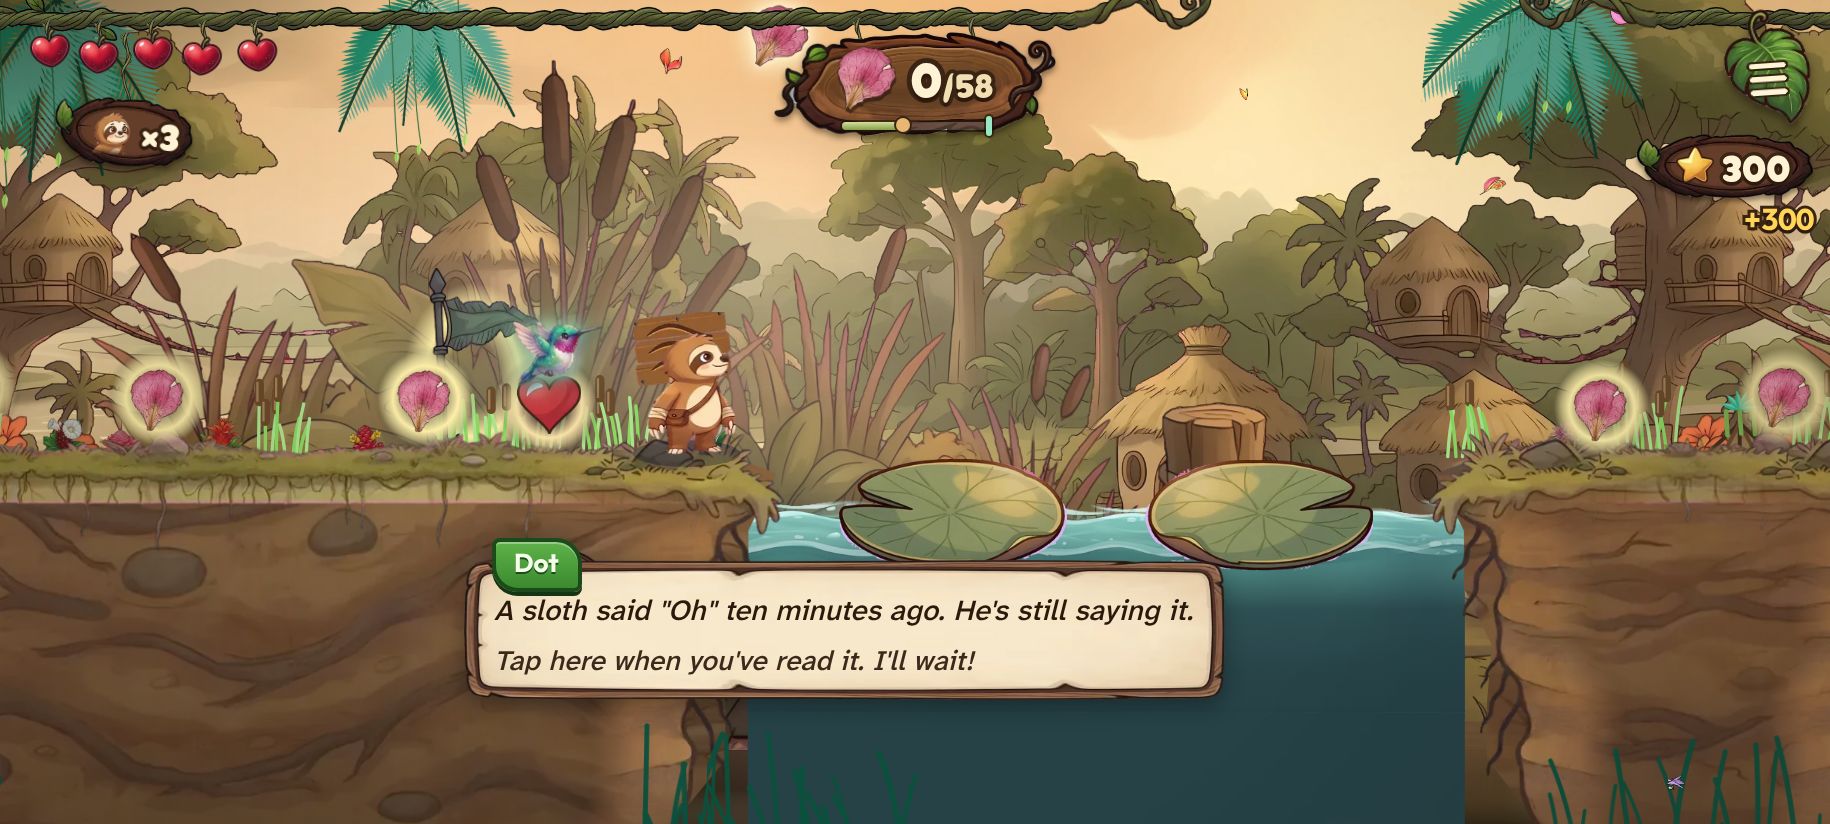 0/58
×3
300
+300
Dot
A sloth said "Oh" ten minutes ago. He's still saying it.
Tap here when you've read it. I'll wait!